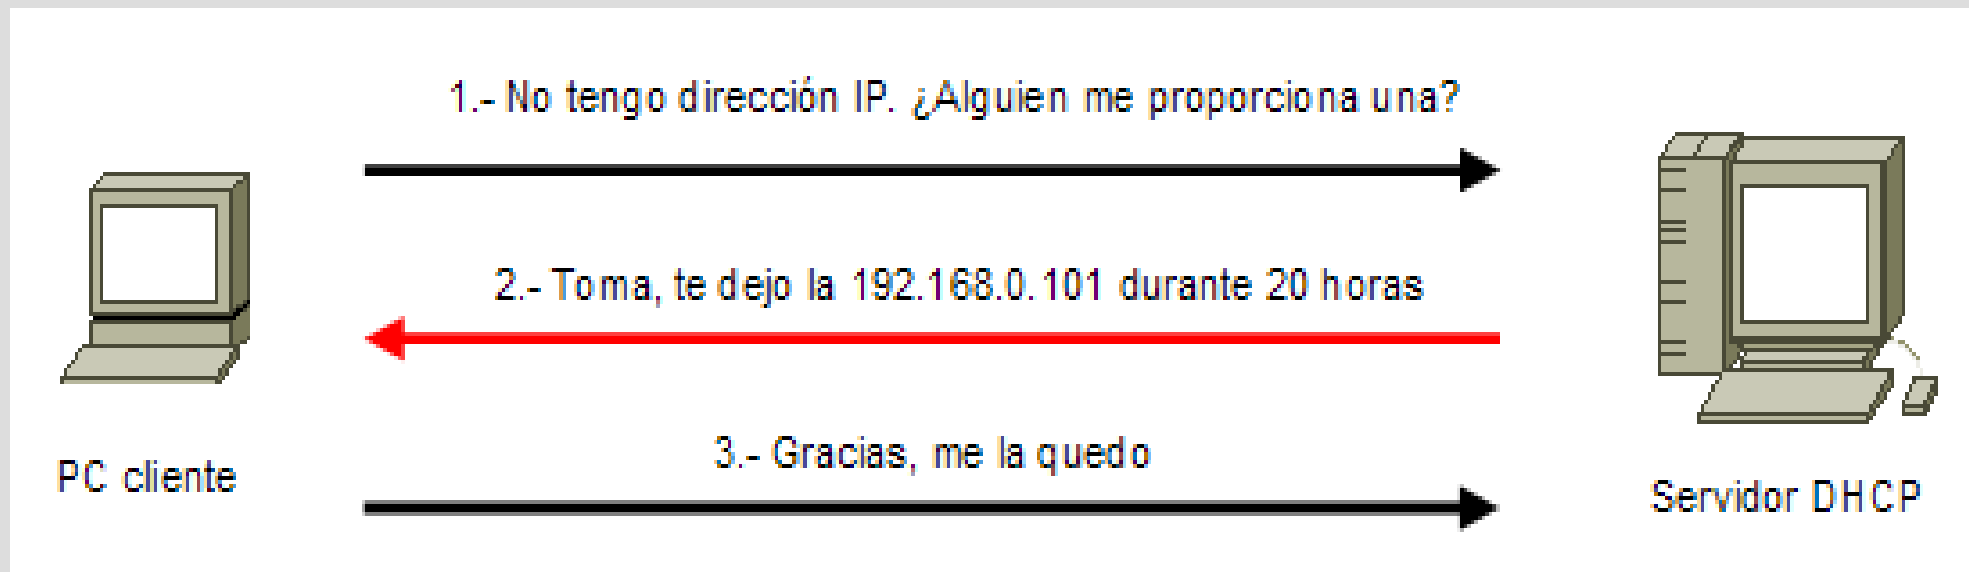 1.- No tengo dirección IP. ¿Alguien me proporciona una?
2.- Toma, te dejo la 192.168.0.101 durante 20 horas
3.- Gracias, me la quedo
PC cliente
Servidor DHCP